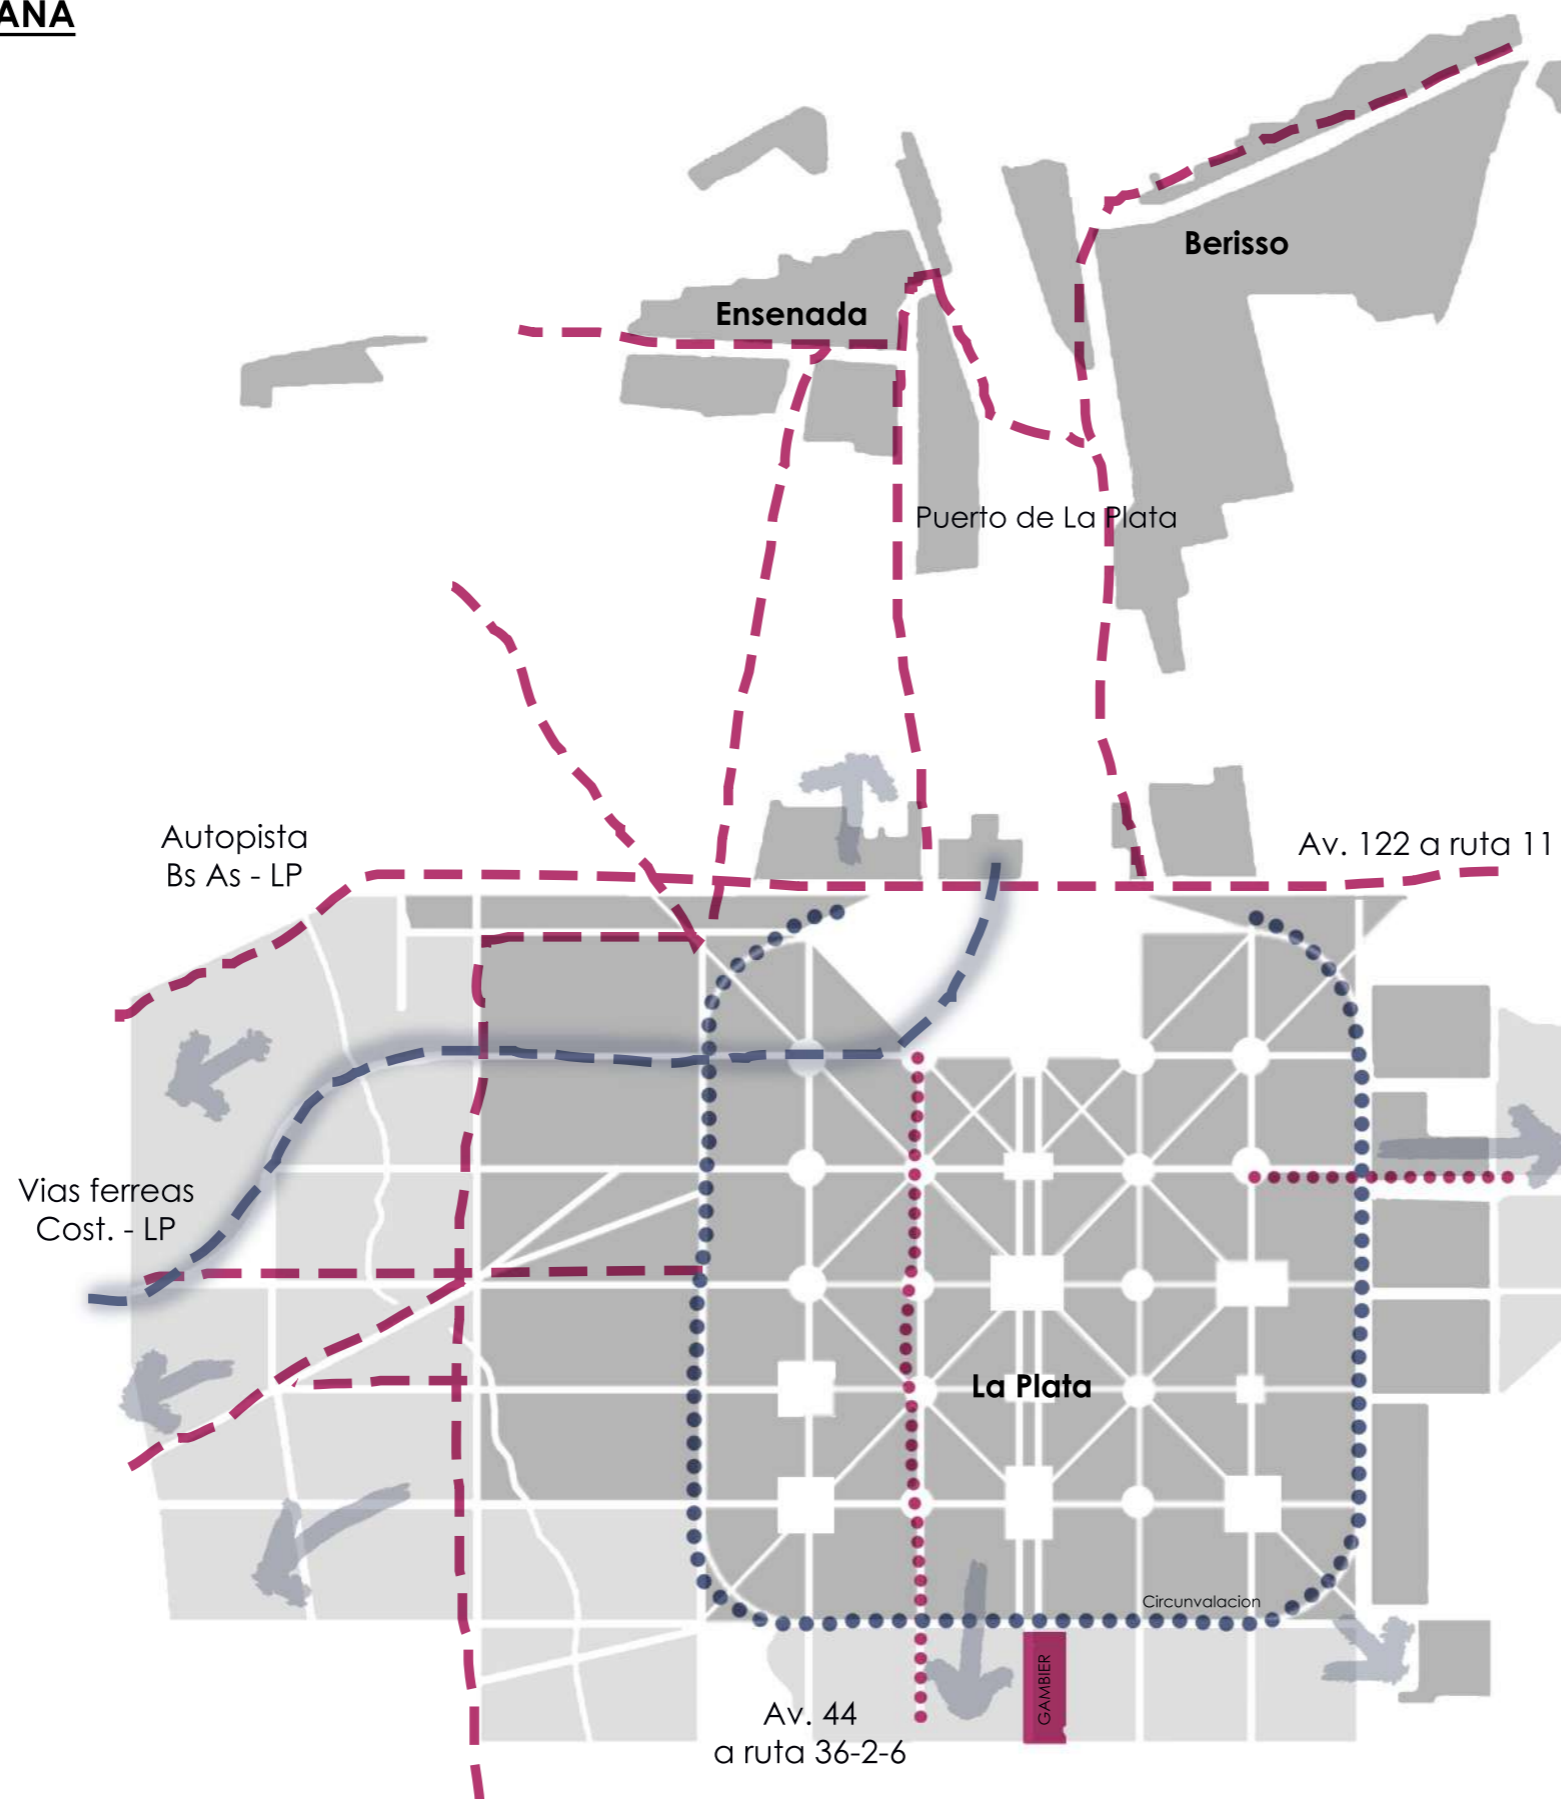 ANA
Berisso
Ensenada
Puerto de La Plata
Autopista
Bs As - LP
Av. 122 a ruta 11
Vias ferreas
Cost. - LP
La Plata
Circunvalacion
GAMBIER
Av. 44
a ruta 36-2-6